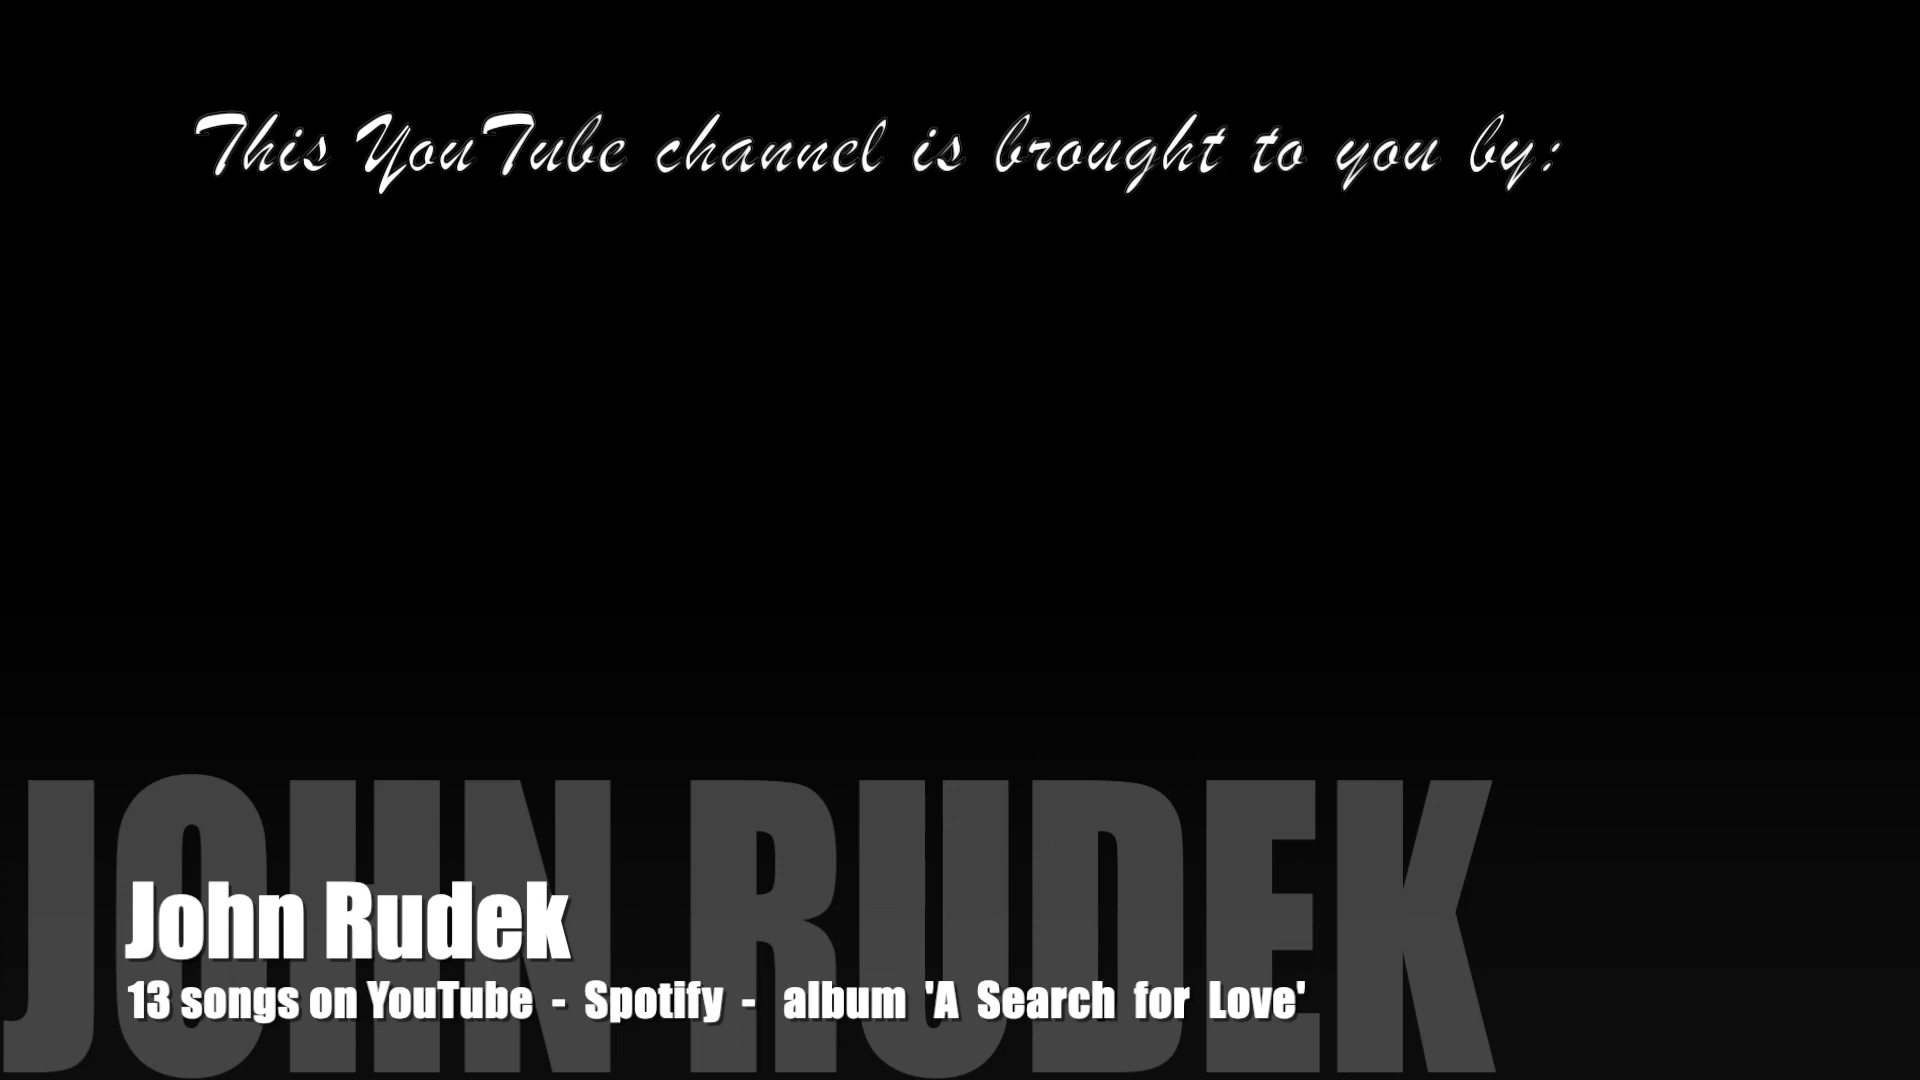 This YouTube channel is brought to you by:
JOHN RUDEK
John Rudek
13 songs on YouTube - Spotify - album 'A Search for Love'